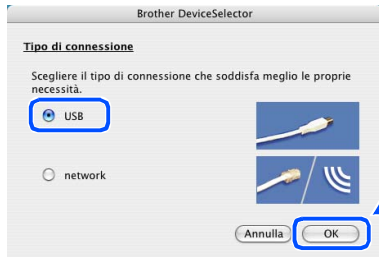 Brother DeviceSelector
Tipo di connessione
Scegliere il tipo di connessione che soddisfa meglio le proprie
necessità.
USB
network
Annulla OK